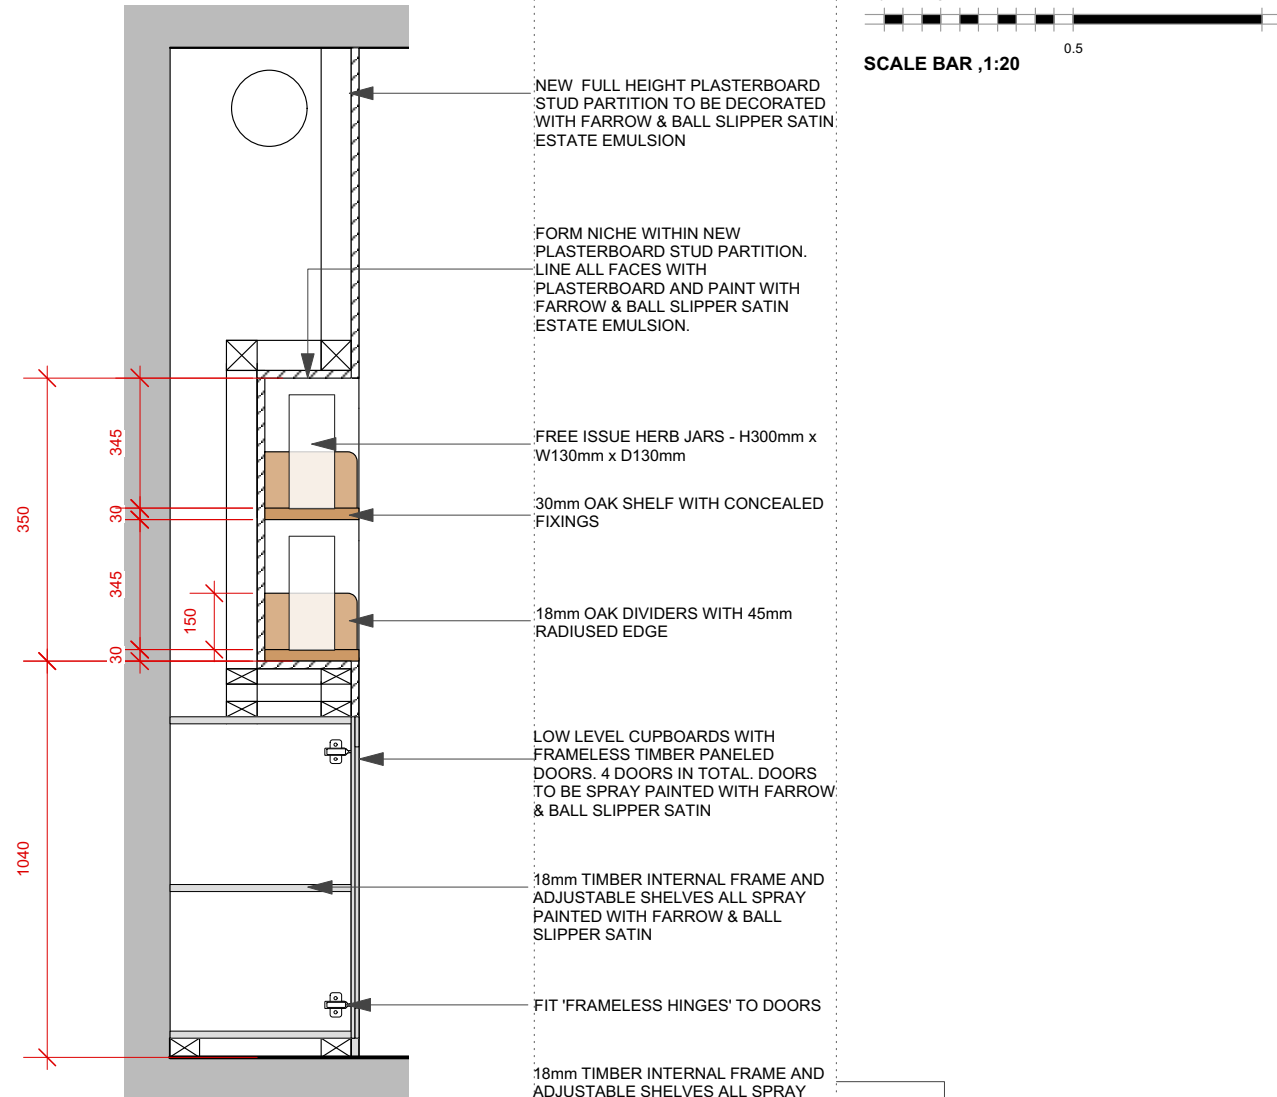 0.5
SCALE BAR ,1:20
NEW FULL HEIGHT PLASTERBOARD
STUD PARTITION TO BE DECORATED
WITH FARROW & BALL SLIPPER SATIN
ESTATE EMULSION
FORM NICHE WITHIN NEW
PLASTERBOARD STUD PARTITION.
LINE ALL FACES WITH
PLASTERBOARD AND PAINT WITH
FARROW & BALL SLIPPER SATIN
ESTATE EMULSION.
FREE ISSUE HERB JARS - H300mm x
W130mm x D130mm
30mm OAK SHELF WITH CONCEALED
FIXINGS
18mm OAK DIVIDERS WITH 45mm
RADIUSED EDGE
LOW LEVEL CUPBOARDS WITH
FRAMELESS TIMBER PANELED
DOORS. 4 DOORS IN TOTAL. DOORS
TO BE SPRAY PAINTED WITH FARROW
& BALL SLIPPER SATIN
18mm TIMBER INTERNAL FRAME AND
ADJUSTABLE SHELVES ALL SPRAY
PAINTED WITH FARROW & BALL
SLIPPER SATIN
FIT 'FRAMELESS HINGES' TO DOORS
18mm TIMBER INTERNAL FRAME AND
ADJUSTABLE SHELVES ALL SPRAY
345
30
350
345
150
30
1040